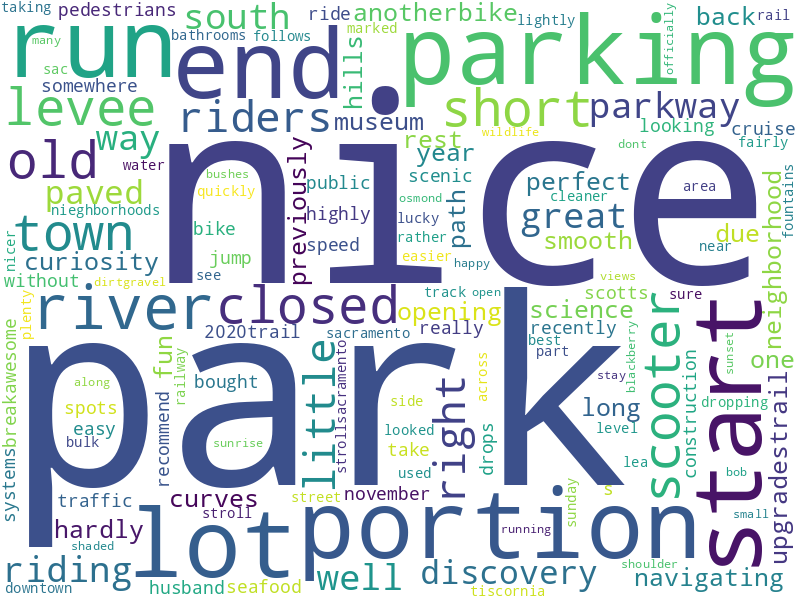 taking pedestrians south ride anotherbike lightly officially back rail
many run bathrooms follows marked parking
sac end hills
somewhere
levee riders museum short parkway looking cruise
way rest wildlife dont fairly
old water nice year
paved bushes public scenic perfect cleaner area
nieghborhoods quickly previously highly osmond lucky path great neighborhood fountains
town bike speed rather smooth near due
nicer curiosity see jump easier happy views
without dirtgravel track open scotts sure
plenty river closed opening science
2020trail sacramento really recently one
fun railway part best
breakawesome along park bought little strollsacramento across stay blackberry scooter start sunset
spots side long construction dropping
easy recommend looked right take level
systems bulk sunrise used drops lea bob
traffic curves street november s sunday upgradestrail
hardly stroll lot portion running small
shaded
riding husband seafood well discovery shoulder navigating
downtown tiscornia